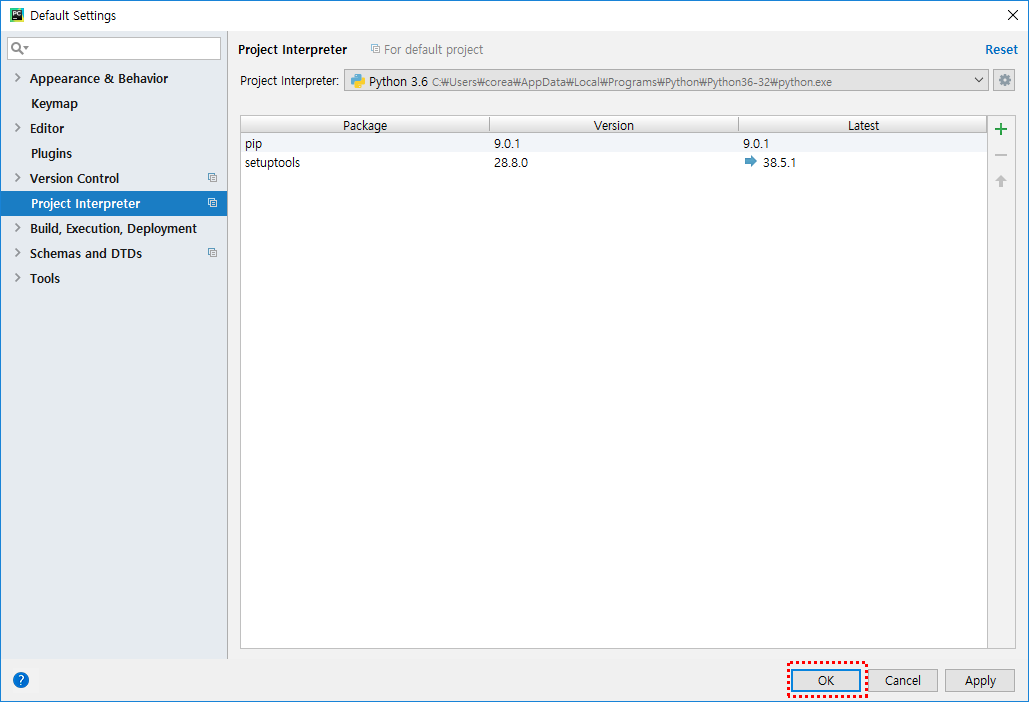 PC
Default Settings
Appearance & Behavior
Keymap
Editor
Plugins
Version Control
Project Interpreter
Build, Execution, Deployment
Schemas and DTDs
Tools
Project Interpreter For default project Reset
Project Interpreter: Python 3.6 C:₩Users₩corea₩AppData₩Local₩Programs₩Python₩Python36-32₩python.exe
Package Version Latest
pip 9.0.1 9.0.1
setuptools 28.8.0 38.5.1
?
OK Cancel Apply